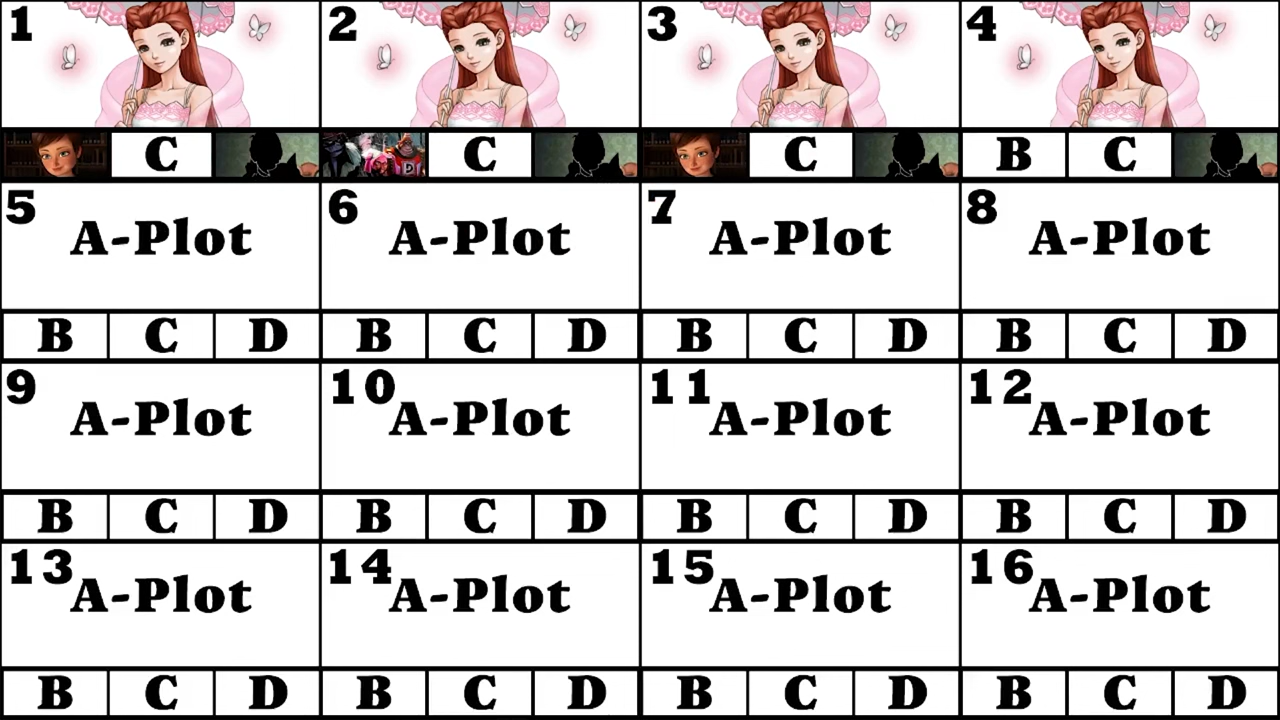 1 2 3 4
C C C B C
5 6 7 8
A-Plot A-Plot A-Plot A-Plot
B C D B C D B C D B C D
9 10 11 12
A-Plot A-Plot A-Plot A-Plot
B C D B C D B C D B C D
13 14 15 16
A-Plot A-Plot A-Plot A-Plot
B C D B C D B C D B C D